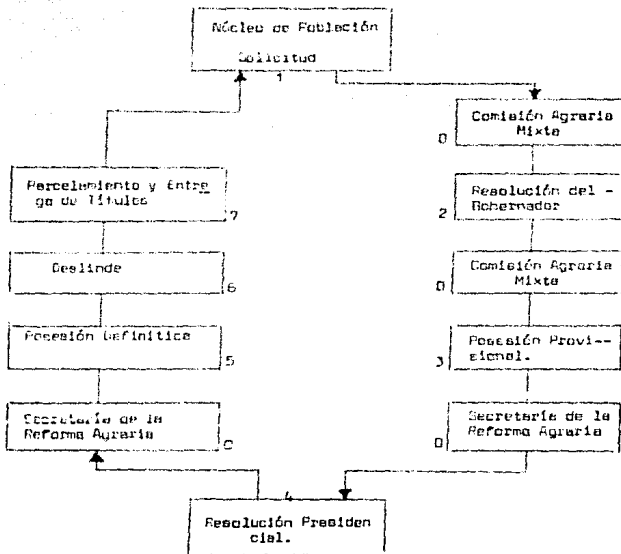 Núcleo de Población
Solicitud
1
Comisión Agraria
Mixta
0
Resolución del -
Gobernador
2
Comisión Agraria
Mixta
0
Posesión Provi--
sional.
3
Secretaría de la
Reforma Agraria
0
4
Resolución Presiden
cial.
Secretaría de la
Reforma Agraria
0
Posesión Definitica
5
Deslinde
6
Parcelamiento y Entre
ga de Títulos
7